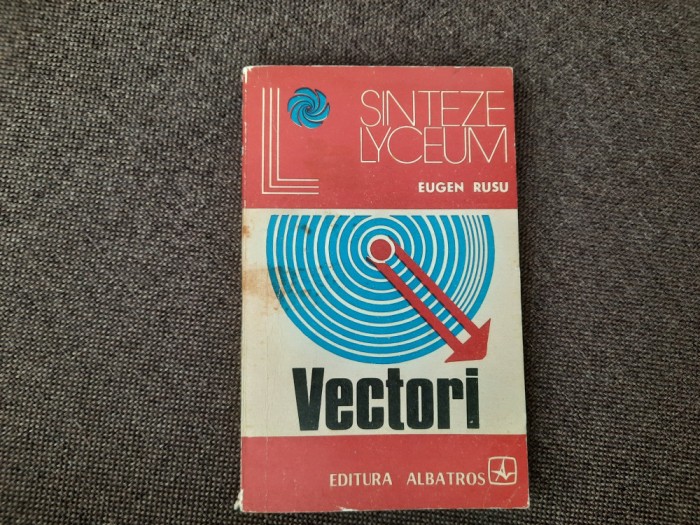 SINTEZE
LYCEUM
EUGEN RUSU
Vectori
EDITURA ALBATROS